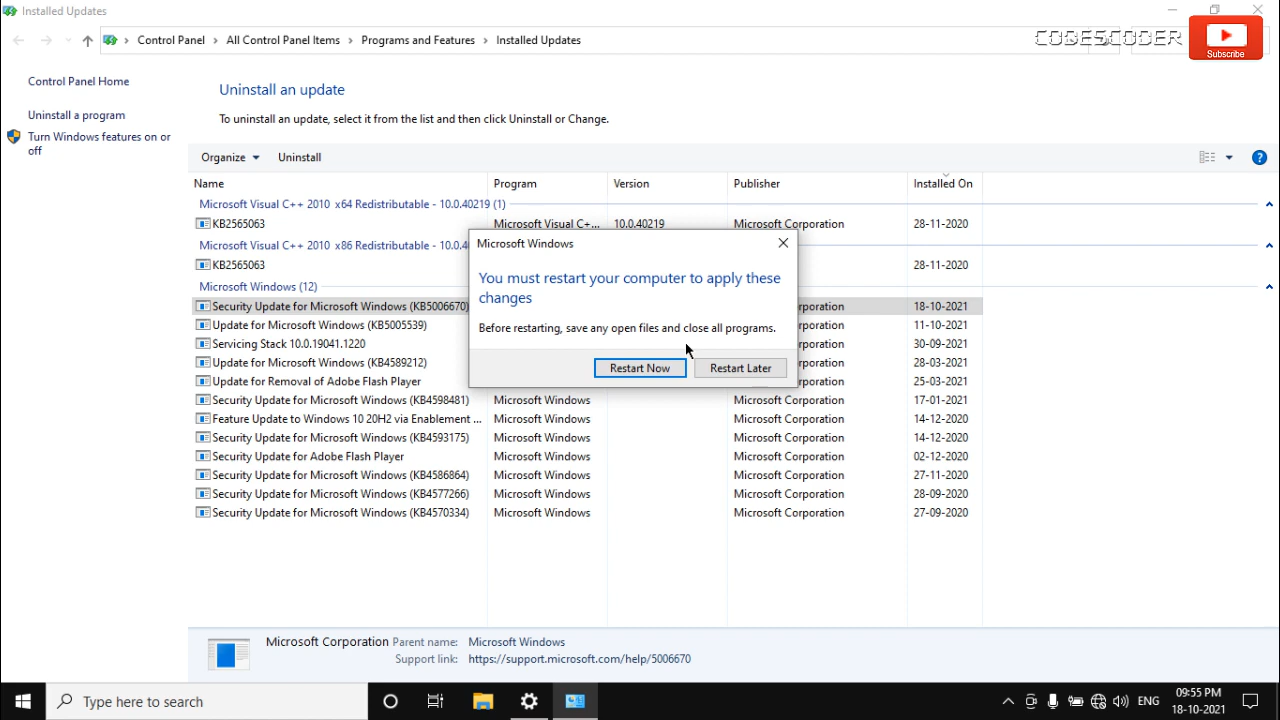 Installed Updates
Control Panel > All Control Panel Items > Programs and Features > Installed Updates
CODESCODER
Subscribe
Control Panel Home
Uninstall a program
Turn Windows features on or
off
Uninstall an update
To uninstall an update, select it from the list and then click Uninstall or Change.
Organize Uninstall
Name Program Version Publisher Installed On
Microsoft Visual C++ 2010 x64 Redistributable - 10.0.40219 (1)
KB2565063 Microsoft Visual C+... 10.0.40219 Microsoft Corporation 28-11-2020
Microsoft Visual C++ 2010 x86 Redistributable - 10.0.40
KB2565063 orporation 28-11-2020
Microsoft Windows (12)
Security Update for Microsoft Windows (KB5006670) orporation 18-10-2021
Update for Microsoft Windows (KB5005539) orporation 11-10-2021
Servicing Stack 10.0.19041.1220 orporation 30-09-2021
Update for Microsoft Windows (KB4589212) orporation 28-03-2021
Update for Removal of Adobe Flash Player orporation 25-03-2021
Security Update for Microsoft Windows (KB4598481) Microsoft Windows Microsoft Corporation 17-01-2021
Feature Update to Windows 10 20H2 via Enablement ... Microsoft Windows Microsoft Corporation 14-12-2020
Security Update for Microsoft Windows (KB4593175) Microsoft Windows Microsoft Corporation 14-12-2020
Security Update for Adobe Flash Player Microsoft Windows Microsoft Corporation 02-12-2020
Security Update for Microsoft Windows (KB4586864) Microsoft Windows Microsoft Corporation 27-11-2020
Security Update for Microsoft Windows (KB4577266) Microsoft Windows Microsoft Corporation 28-09-2020
Security Update for Microsoft Windows (KB4570334) Microsoft Windows Microsoft Corporation 27-09-2020
Microsoft Windows
You must restart your computer to apply these
changes
Before restarting, save any open files and close all programs.
Restart Now Restart Later
Microsoft Corporation Parent name: Microsoft Windows
Support link: https://support.microsoft.com/help/5006670
Type here to search
ENG
09:55 PM
18-10-2021